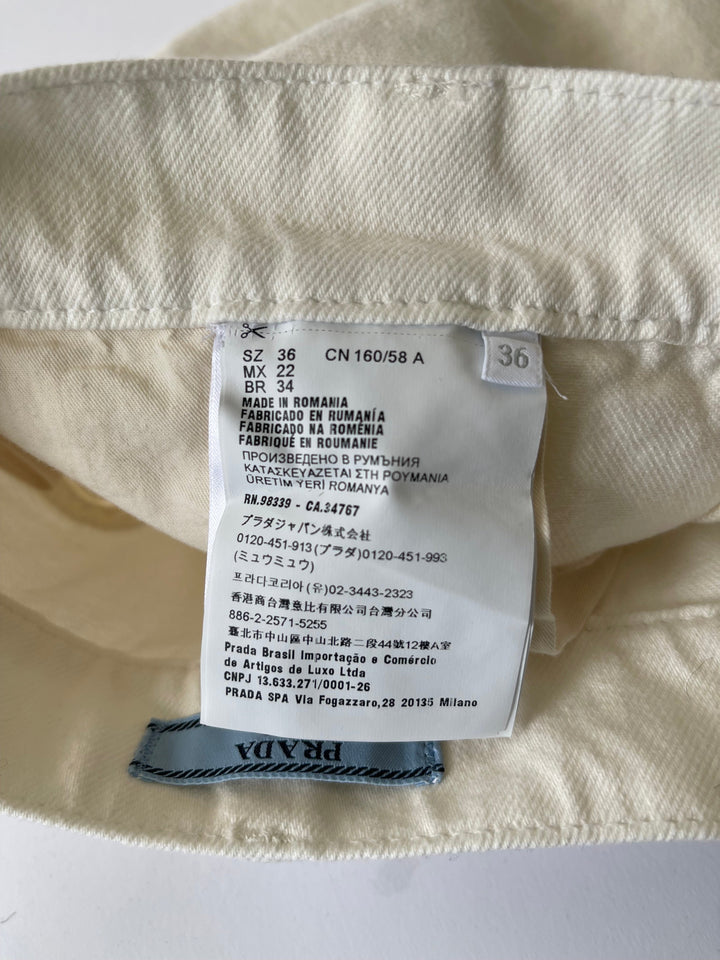 SZ 36 CN 160/58 A
36
MX 22
BR 34
MADE IN ROMANIA
FABRICADO EN RUMANÍA
FABRICADO NA ROMÉNIA
FABRIQUÉ EN ROUMANIE
ПРОИЗВЕДЕНО В РУМЪНИЯ
ΚΑΤΑΣΚΕΥΑΖΕΤΑΙ ΣΤΗ ΡΟΥΜΑΝΙΑ
ÜRETİM YERİ ROMANYA
RN.98339 - CA.34767
プラダジャパン株式会社
0120-451-913(プラダ)0120-451-993
(ミュウミュウ)
프라다코리아(유)02-3443-2323
香港商台灣意比有限公司台灣分公司
886-2-2571-5255
臺北市中山區中山北路二段44號12樓A室
Prada Brasil Importação e Comércio
de Artigos de Luxo Ltda
CNPJ 13.633.271/0001-26
PRADA SPA Via Fogazzaro,28 20135 Milano
PRADA